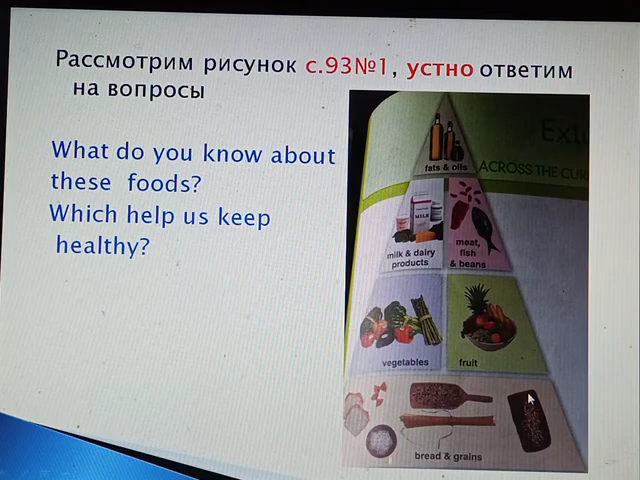 Рассмотрим рисунок с.93№1, устно ответим
на вопросы
What do you know about
these foods?
Which help us keep
healthy?
ACROSS THE
fats & oils
MILK
milk & dairy
products
meat,
fish
& beans
vegetables
fruit
bread & grains